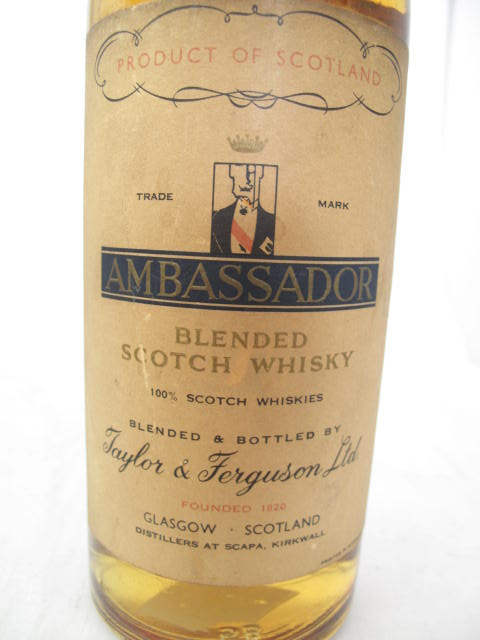 PRODUCT OF SCOTLAND
TRADE MARK
AMBASSADOR
BLENDED
SCOTCH WHISKY
100% SCOTCH WHISKIES
BLENDED & BOTTLED BY
Taylor & Ferguson Ltd
FOUNDED 1820
GLASGOW · SCOTLAND
DISTILLERS AT SCAPA, KIRKWALL